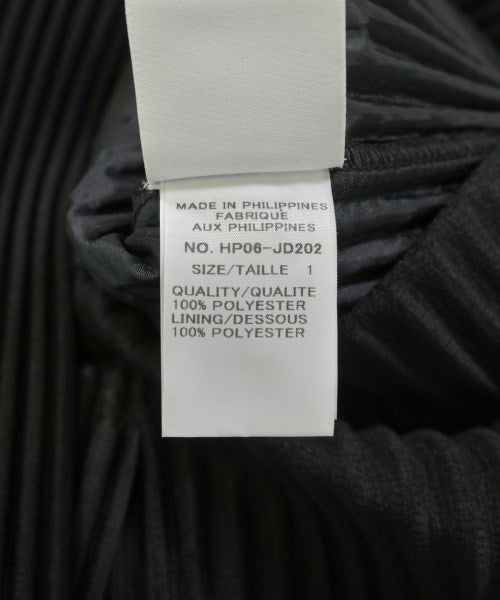 MADE IN PHILIPPINES
FABRIQUE
AUX PHILIPPINES
NO. HP06-JD202
SIZE/TAILLE 1
QUALITY/QUALITE
100% POLYESTER
LINING/DESSOUS
100% POLYESTER